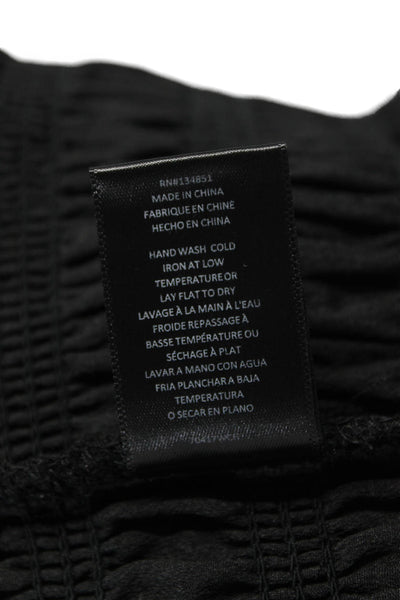 RN#134851
MADE IN CHINA
FABRIQUE EN CHINE
HECHO EN CHINA
HAND WASH COLD
IRON AT LOW
TEMPERATURE OR
LAY FLAT TO DRY
LAVAGE À LA MAIN À L'EAU
FROIDE REPASSAGE À
BASSE TEMPÉRATURE OU
SÉCHAGE À PLAT
LAVAR A MANO CON AGUA
FRIA PLANCHAR A BAJA
TEMPERATURA
O SECAR EN PLANO